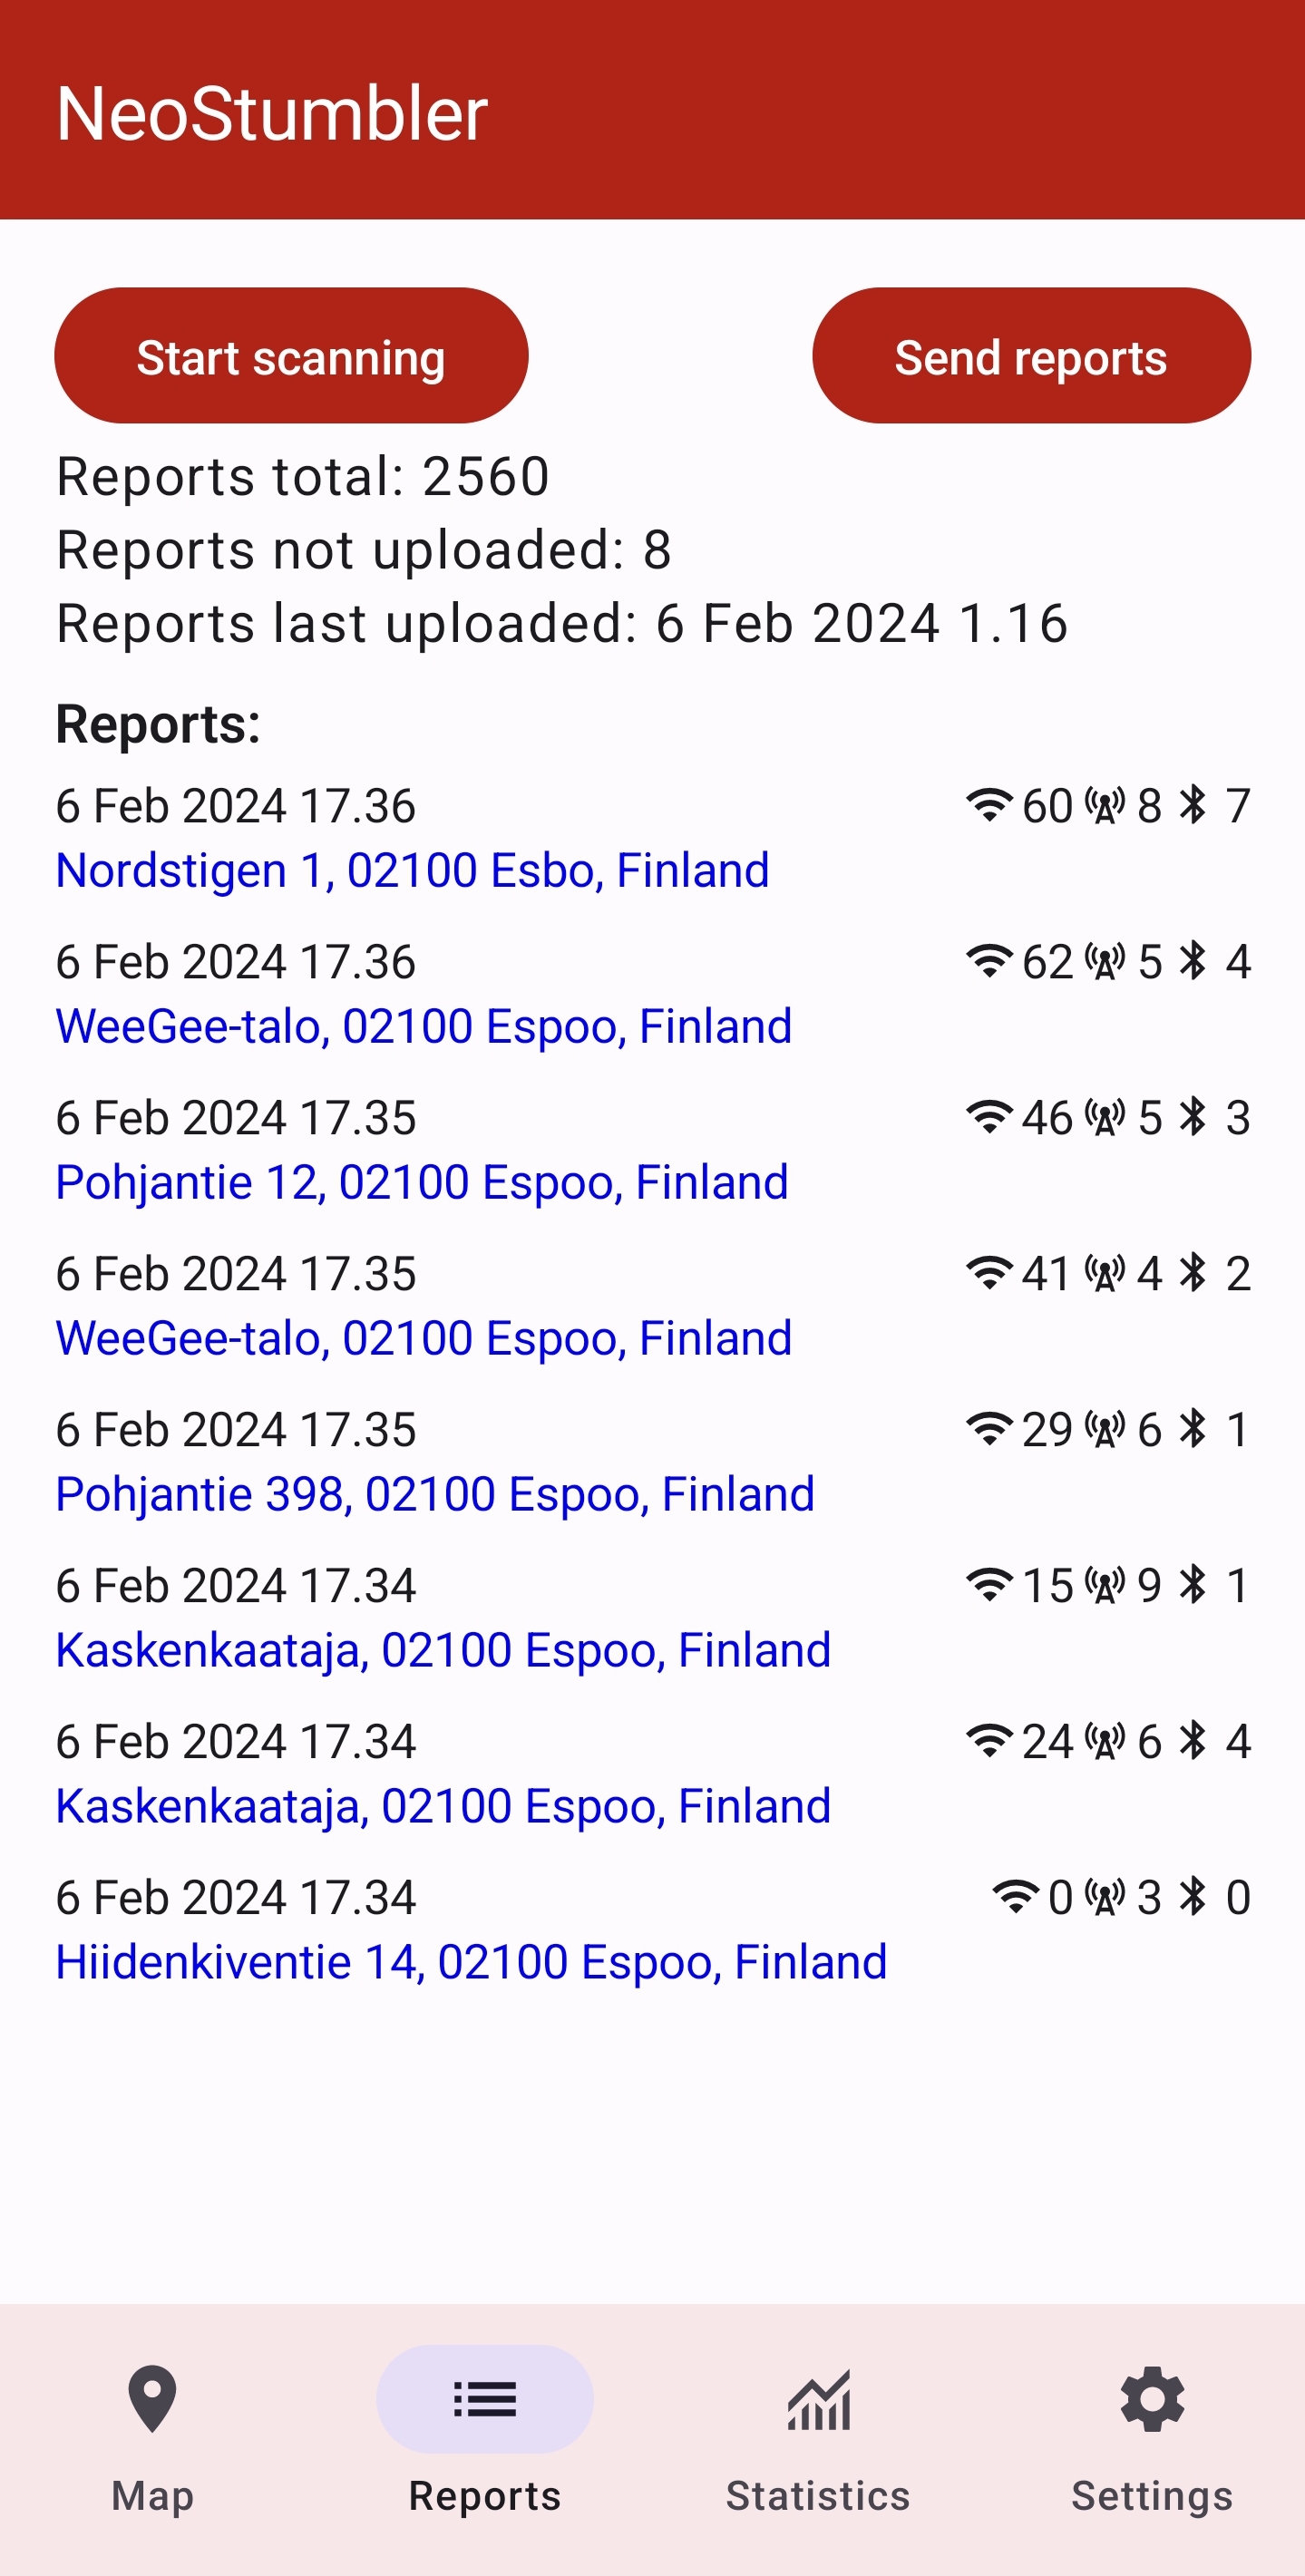 NeoStumbler
Start scanning
Send reports
Reports total: 2560
Reports not uploaded: 8
Reports last uploaded: 6 Feb 2024 1.16
Reports:
6 Feb 2024 17.36 60 8 7
Nordstigen 1, 02100 Esbo, Finland
6 Feb 2024 17.36 62 5 4
WeeGee-talo, 02100 Espoo, Finland
6 Feb 2024 17.35 46 5 3
Pohjantie 12, 02100 Espoo, Finland
6 Feb 2024 17.35 41 4 2
WeeGee-talo, 02100 Espoo, Finland
6 Feb 2024 17.35 29 6 1
Pohjantie 398, 02100 Espoo, Finland
6 Feb 2024 17.34 15 9 1
Kaskenkaataja, 02100 Espoo, Finland
6 Feb 2024 17.34 24 6 4
Kaskenkaataja, 02100 Espoo, Finland
6 Feb 2024 17.34 0 3 0
Hiidenkiventie 14, 02100 Espoo, Finland
Map
Reports
Statistics
Settings